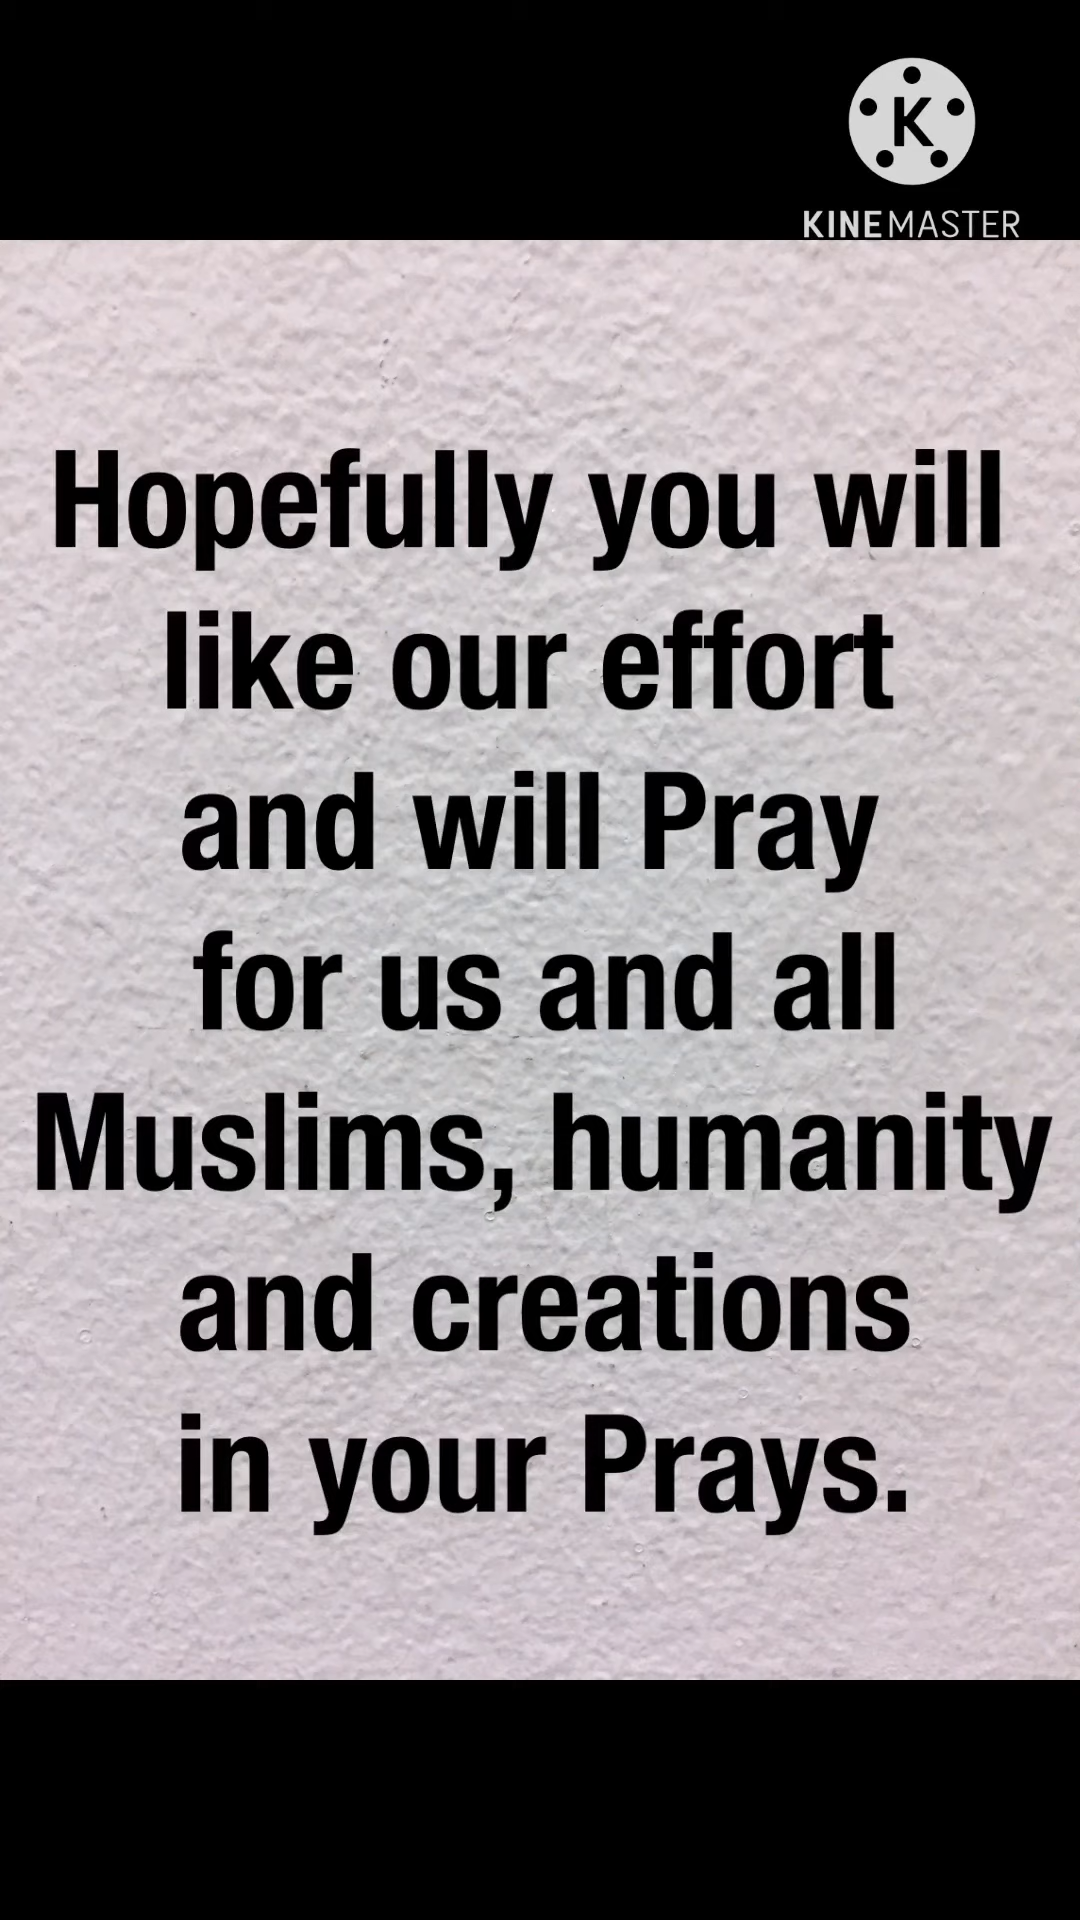 K
KINEMASTER
Hopefully you will
like our effort
and will Pray
for us and all
Muslims, humanity
and creations
in your Prays.